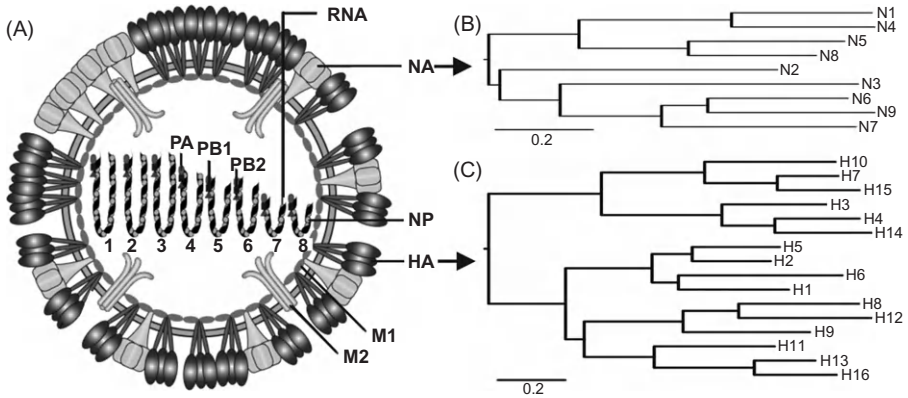 (A)
RNA
NA
PA
PB1
PB2
NP
1 2 3 4 5 6 7 8
HA
M1
M2
(B)
N1
N4
N5
N8
N2
N3
N6
N9
N7
0.2
(C)
H10
H7
H15
H3
H4
H14
H5
H2
H6
H1
H8
H12
H9
H11
H13
H16
0.2